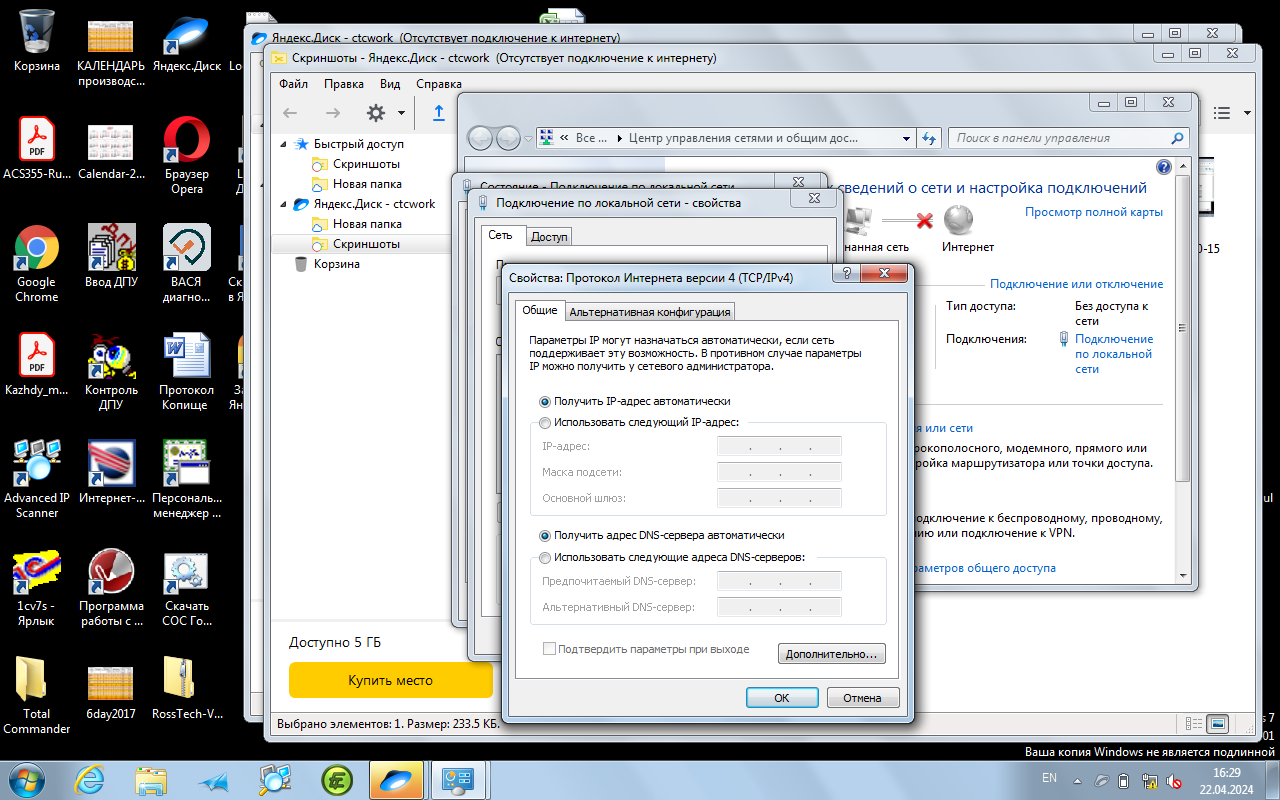 Корзина
КАЛЕНДАРЬ
производс...
Яндекс.Диск
Lo
ACS355-Ru...
Calendar-2...
Браузер
Opera
Google
Chrome
Ввод ДПУ
ВАСЯ
диагно...
Ск
в Я
Kazhdy_m...
Контроль
ДПУ
Протокол
Копище
За
Ян
Advanced IP
Scanner
Интернет-...
Персональ...
менеджер ...
1cv7s -
Ярлык
Программа
работы с ...
Скачать
СОС Го...
Total
Commander
6day2017
RossTech-V...
Яндекс.Диск - ctcwork (Отсутствует подключение к интернету)
Скриншоты - Яндекс.Диск - ctcwork (Отсутствует подключение к интернету)
Файл Правка Вид Справка
Быстрый доступ
Скриншоты
Новая папка
Яндекс.Диск - ctcwork
Новая папка
Скриншоты
Корзина
Доступно 5 ГБ
Купить место
Выбрано элементов: 1. Размер: 233.5 КБ.
« Все ... Центр управления сетями и общим дос...
Поиск в панели управления
х сведений о сети и настройка подключений
Просмотр полной карты
нанная сеть
Интернет
Подключение или отключение
Тип доступа:
Без доступа к
сети
Подключения:
Подключение
по локальной
сети
я или сети
рокополосного, модемного, прямого или
ройка маршрутизатора или точки доступа.
одключение к беспроводному, проводному,
нию или подключение к VPN.
раметров общего доступа
0-15
ul
Состояние - Подключение по локальной сети
Подключение по локальной сети - свойства
Сеть
Доступ
Свойства: Протокол Интернета версии 4 (TCP/IPv4)
Общие
Альтернативная конфигурация
Параметры IP могут назначаться автоматически, если сеть
поддерживает эту возможность. В противном случае параметры
IP можно получить у сетевого администратора.
Получить IP-адрес автоматически
Использовать следующий IP-адрес:
IP-адрес:
Маска подсети:
Основной шлюз:
Получить адрес DNS-сервера автоматически
Использовать следующие адреса DNS-серверов:
Предпочитаемый DNS-сервер:
Альтернативный DNS-сервер:
Подтвердить параметры при выходе
Дополнительно...
ОК
Отмена
s 7
01
Ваша копия Windows не является подлинной
EN
16:29
22.04.2024